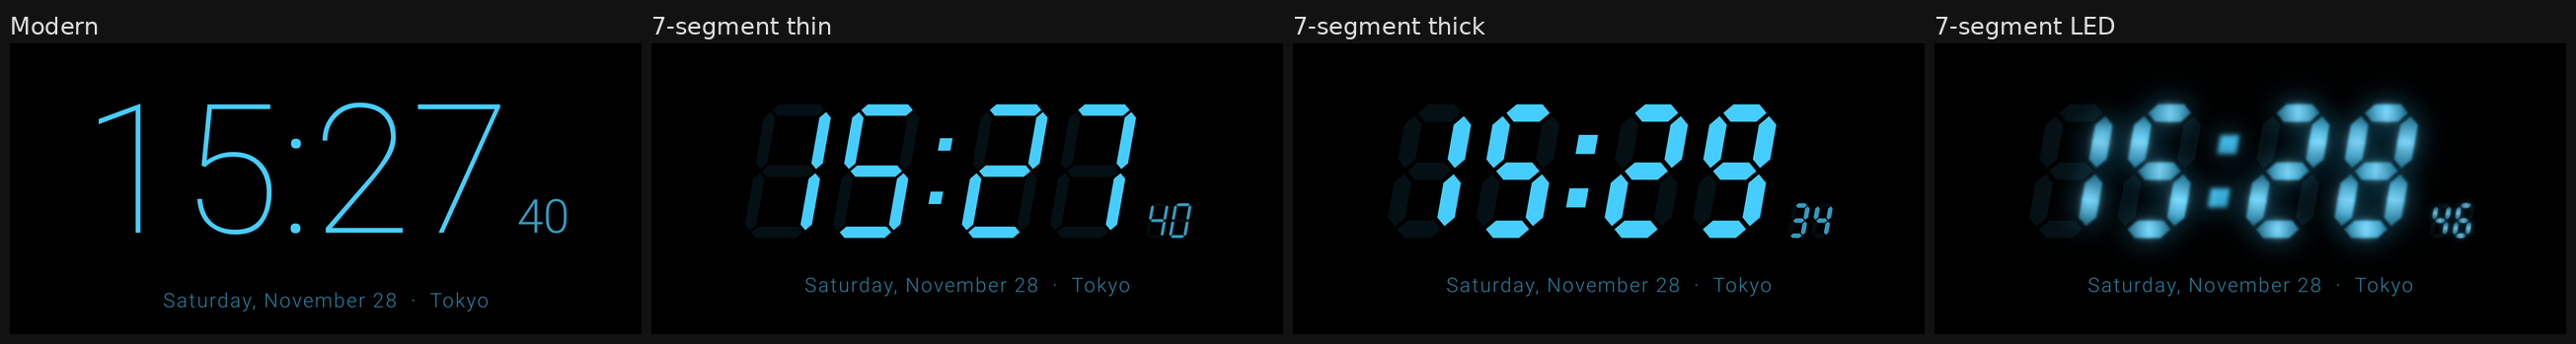 Modern
15:27 40
Saturday, November 28 · Tokyo
7-segment thin
15:27 40
Saturday, November 28 · Tokyo
7-segment thick
15:29 34
Saturday, November 28 · Tokyo
7-segment LED
15:28 46
Saturday, November 28 · Tokyo